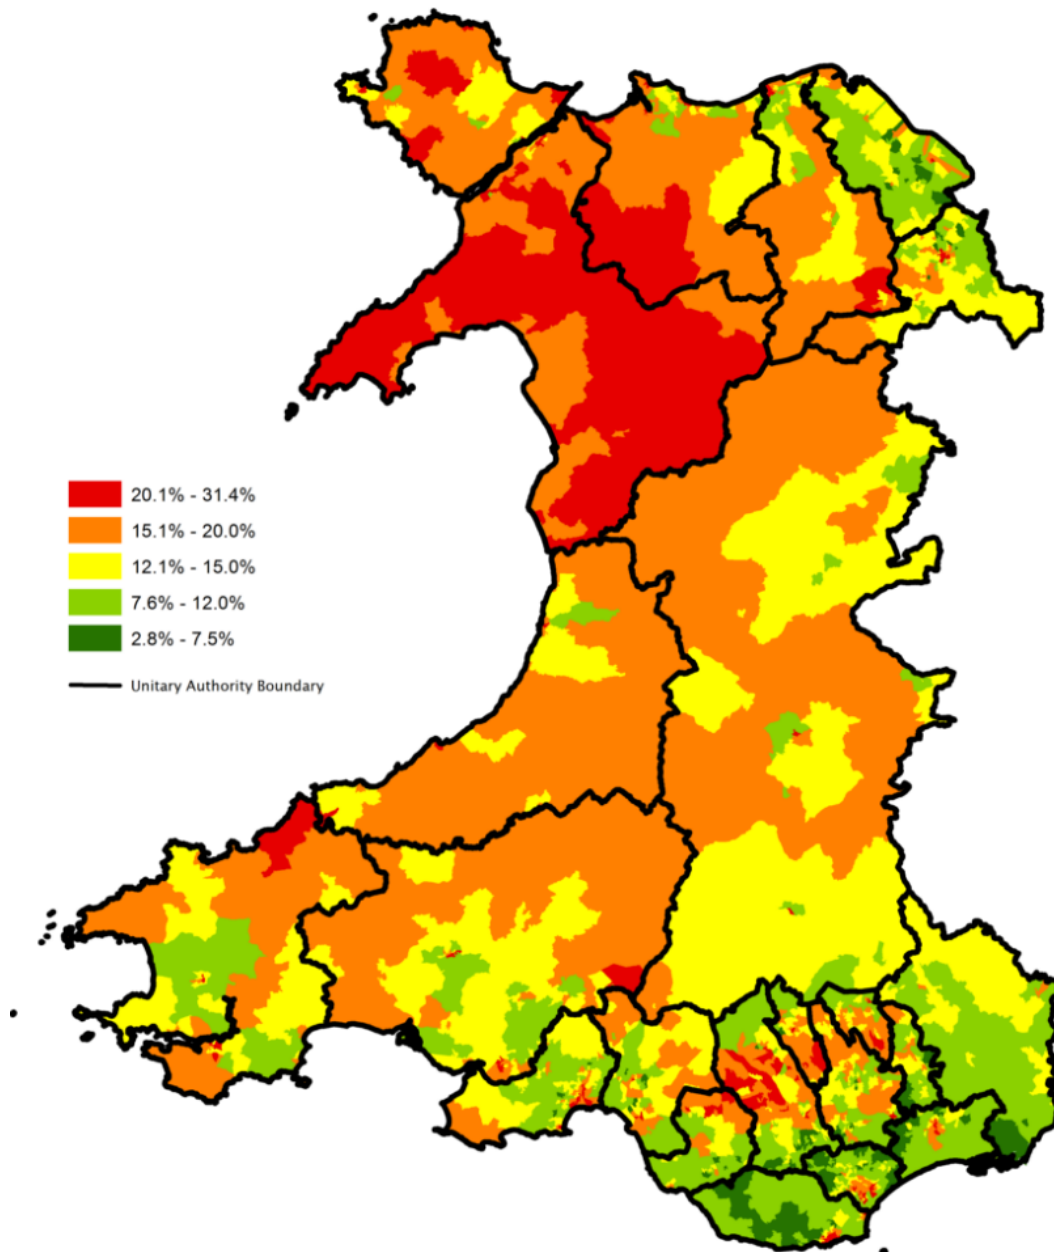 20.1% - 31.4%
15.1% - 20.0%
12.1% - 15.0%
7.6% - 12.0%
2.8% - 7.5%
Unitary Authority Boundary